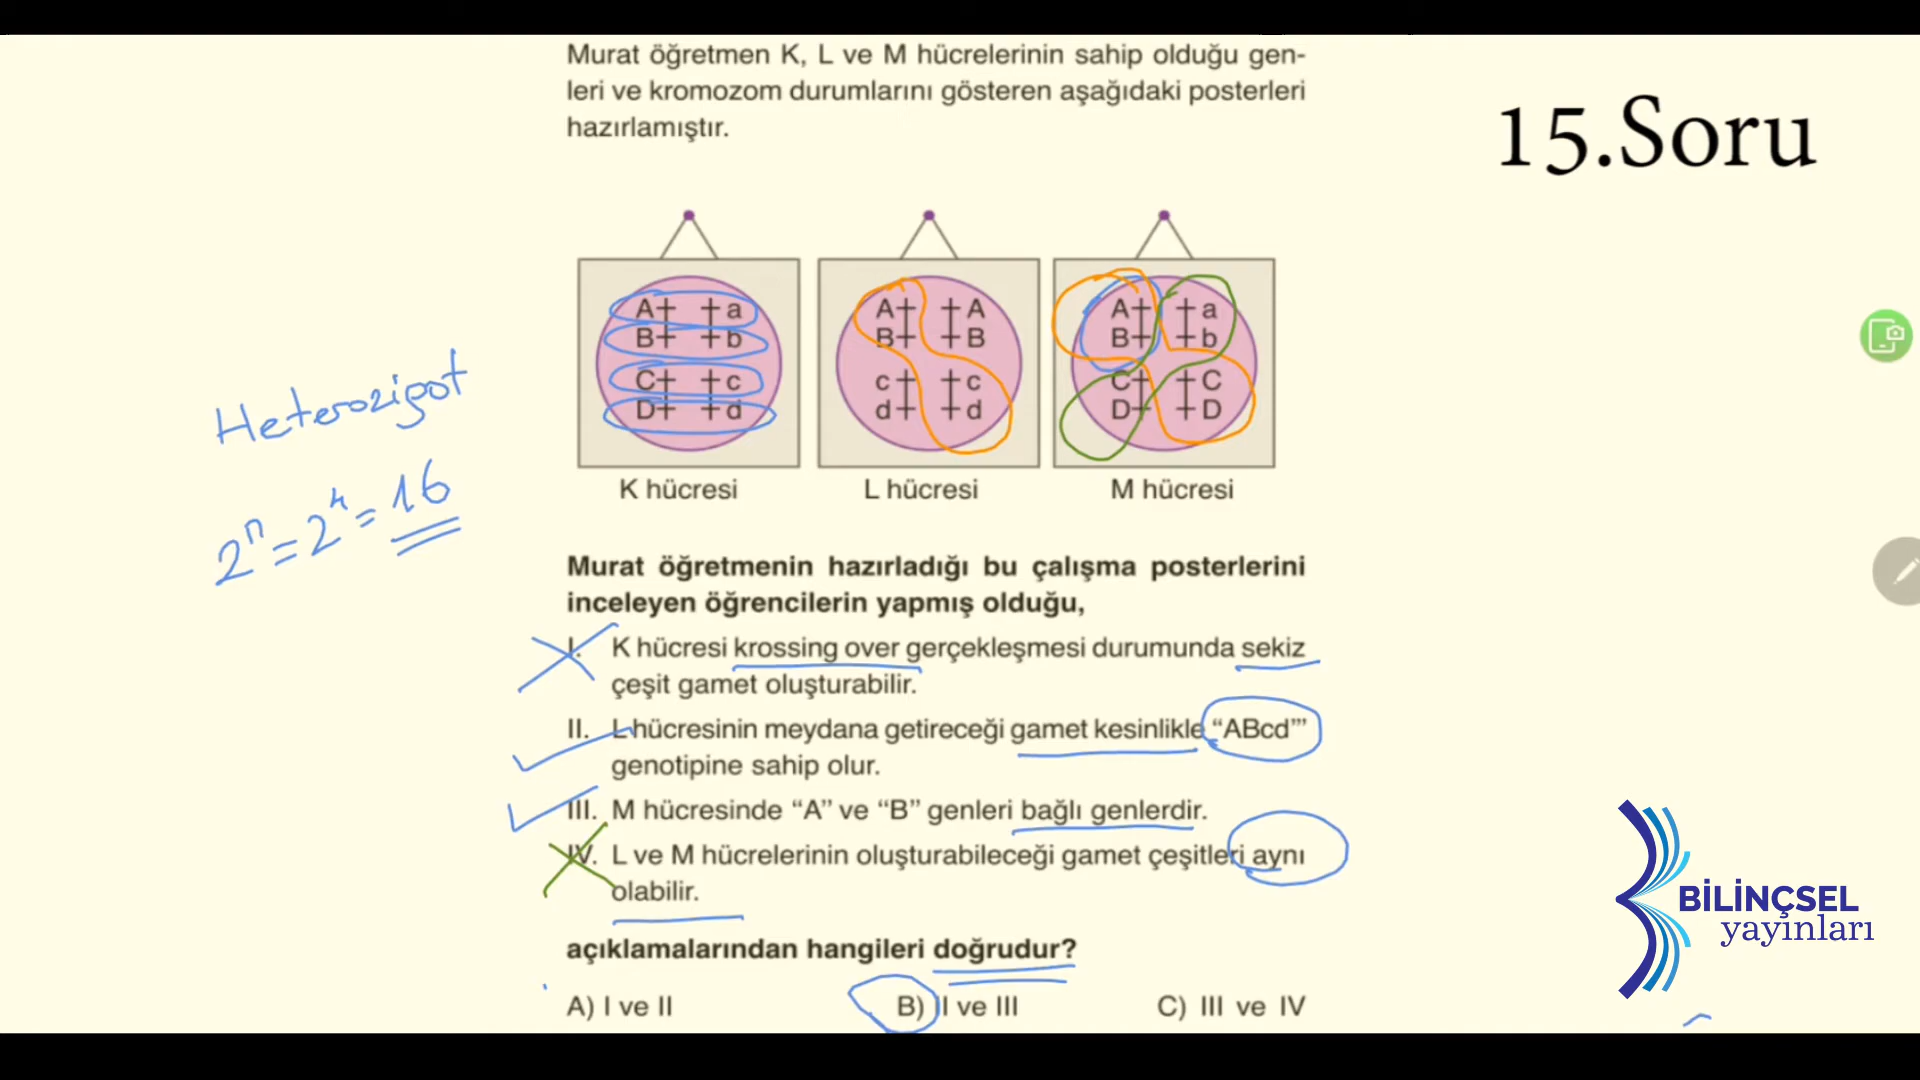 Murat öğretmen K, L ve M hücrelerinin sahip olduğu gen-
leri ve kromozom durumlarını gösteren aşağıdaki posterleri
hazırlamıştır.
15.Soru
A a
B b
C c
D d
K hücresi
A A
B B
c c
d d
L hücresi
A a
B b
C C
D D
M hücresi
Heterozigot
2ⁿ = 2⁴ = 16
Murat öğretmenin hazırladığı bu çalışma posterlerini
inceleyen öğrencilerin yapmış olduğu,
I. K hücresi krossing over gerçekleşmesi durumunda sekiz
çeşit gamet oluşturabilir.
II. L hücresinin meydana getireceği gamet kesinlikle “ABcd”’
genotipine sahip olur.
III. M hücresinde “A” ve “B” genleri bağlı genlerdir.
IV. L ve M hücrelerinin oluşturabileceği gamet çeşitleri aynı
olabilir.
açıklamalarından hangileri doğrudur?
A) I ve II B) II ve III C) III ve IV
BİLİNÇSEL
yayınları